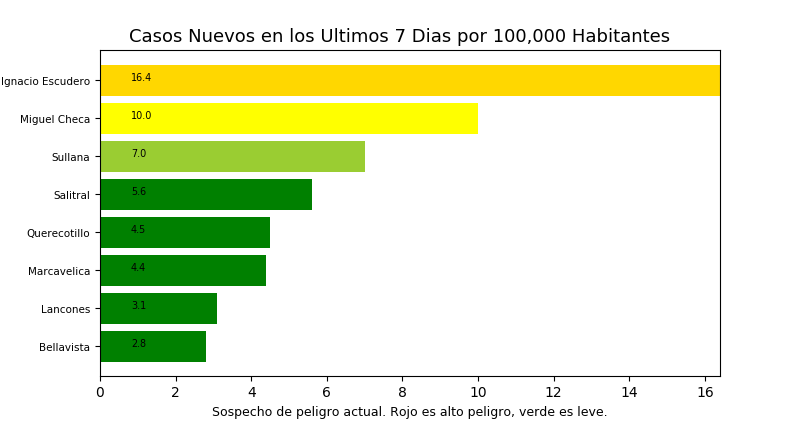 Casos Nuevos en los Ultimos 7 Dias por 100,000 Habitantes
Ignacio Escudero 16.4
Miguel Checa 10.0
Sullana 7.0
Salitral 5.6
Querecotillo 4.5
Marcavelica 4.4
Lancones 3.1
Bellavista 2.8
0 2 4 6 8 10 12 14 16
Sospecho de peligro actual. Rojo es alto peligro, verde es leve.